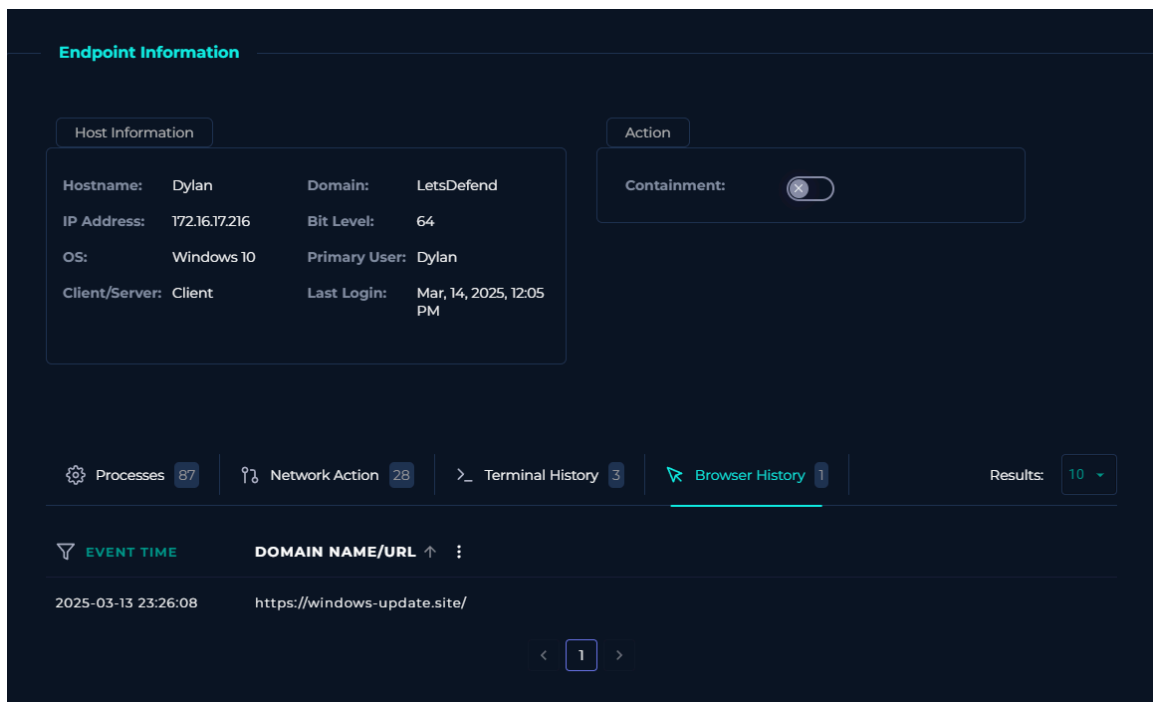 Endpoint Information
Host Information
Action
Hostname: Dylan Domain: LetsDefend
Containment:
IP Address: 172.16.17.216 Bit Level: 64
OS: Windows 10 Primary User: Dylan
Client/Server: Client Last Login: Mar, 14, 2025, 12:05
PM
Processes 87 Network Action 28 >_ Terminal History 3 Browser History 1 Results: 10
EVENT TIME DOMAIN NAME/URL ↑ ⋮
2025-03-13 23:26:08 https://windows-update.site/
< 1 >